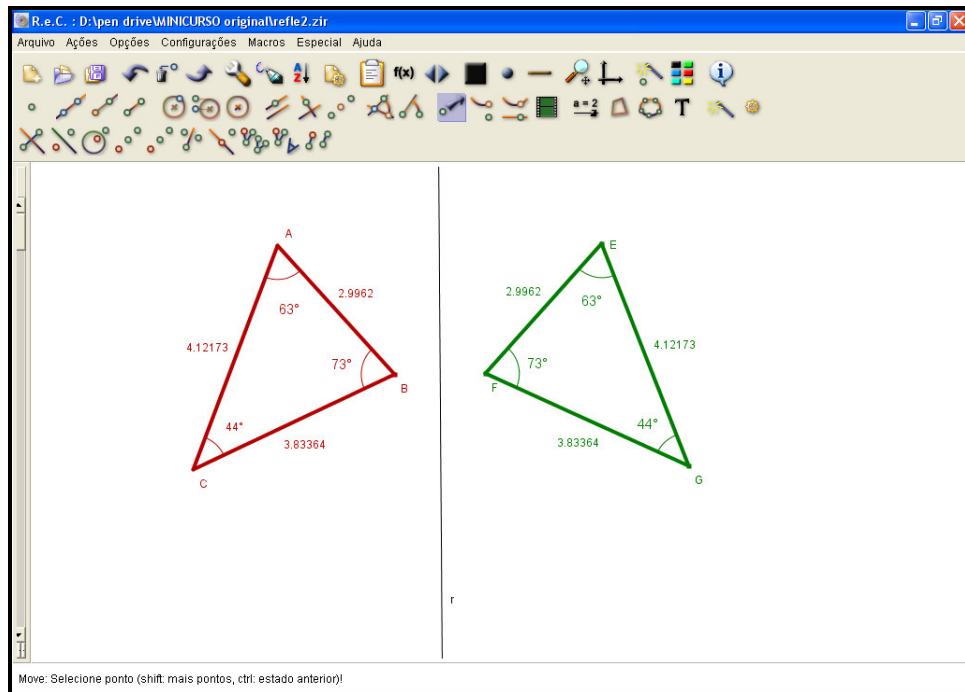 R.e.C. : D:\pen drive\MINICURSO original\refle2.zir
Arquivo Ações Opções Configurações Macros Especial Ajuda
A Z f(x) i
a = 2 T
A E
2.9962 2.9962
63° 63°
4.12173 4.12173
73° 73°
B F
44° 44°
3.83364 3.83364
C G
r
Move: Selecione ponto (shift: mais pontos, ctrl: estado anterior)!